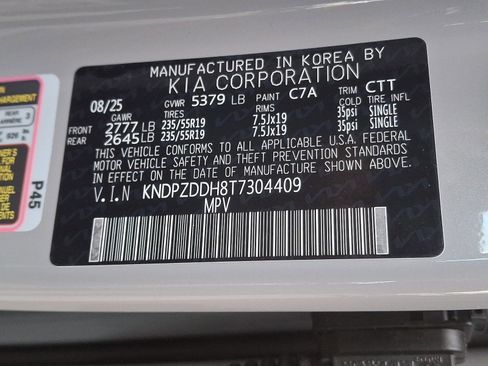 MANUFACTURED IN KOREA BY
KIA CORPORATION
08/25 GVWR 5379 LB PAINT C7A TRIM CTT
TIRES RIMS COLD TIRE INFL
FRONT 2777 LB 235/55R19 7.5Jx19 35psi SINGLE
REAR 2645 LB 235/55R19 7.5Jx19 35psi SINGLE
THIS VEHICLE CONFORMS TO ALL APPLICABLE U.S.A. FEDERAL
MOTOR VEHICLE SAFETY AND THEFT PREVENTION STANDARDS
IN EFFECT ON THE DATE OF MANUFACTURE SHOWN ABOVE.
V.I.N KNDPZDDH8T7304409
MPV
P45
REAR
3